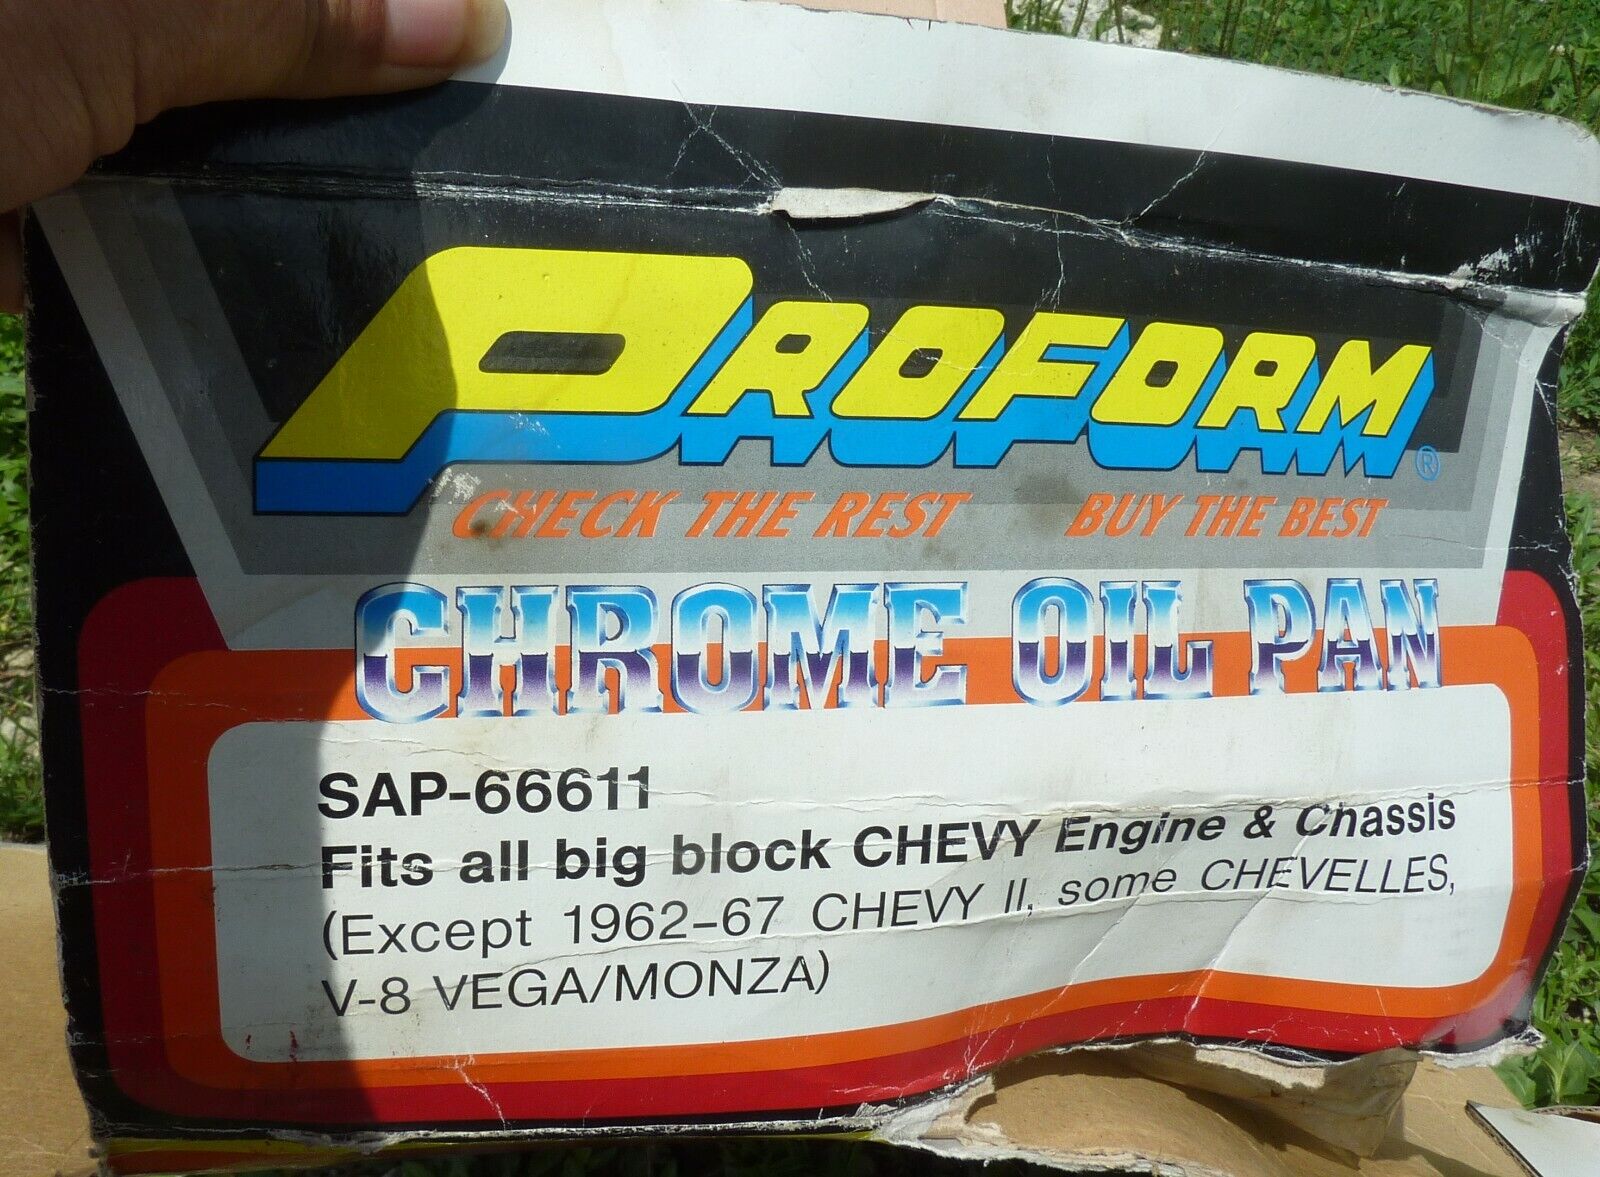 PROFORM®
CHECK THE REST BUY THE BEST
CHROME OIL PAN
SAP-66611
Fits all big block CHEVY Engine & Chassis
(Except 1962-67 CHEVY II, some CHEVELLES,
V-8 VEGA/MONZA)